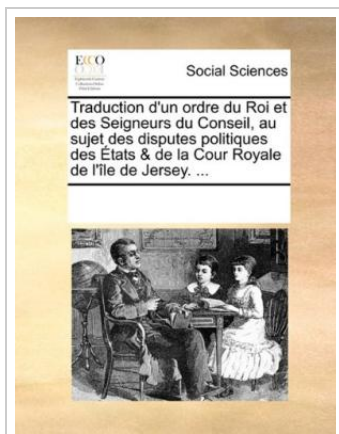 ECCO
Social Sciences
Traduction d'un ordre du Roi et
des Seigneurs du Conseil, au
sujet des disputes politiques
des États & de la Cour Royale
de l'île de Jersey. ...